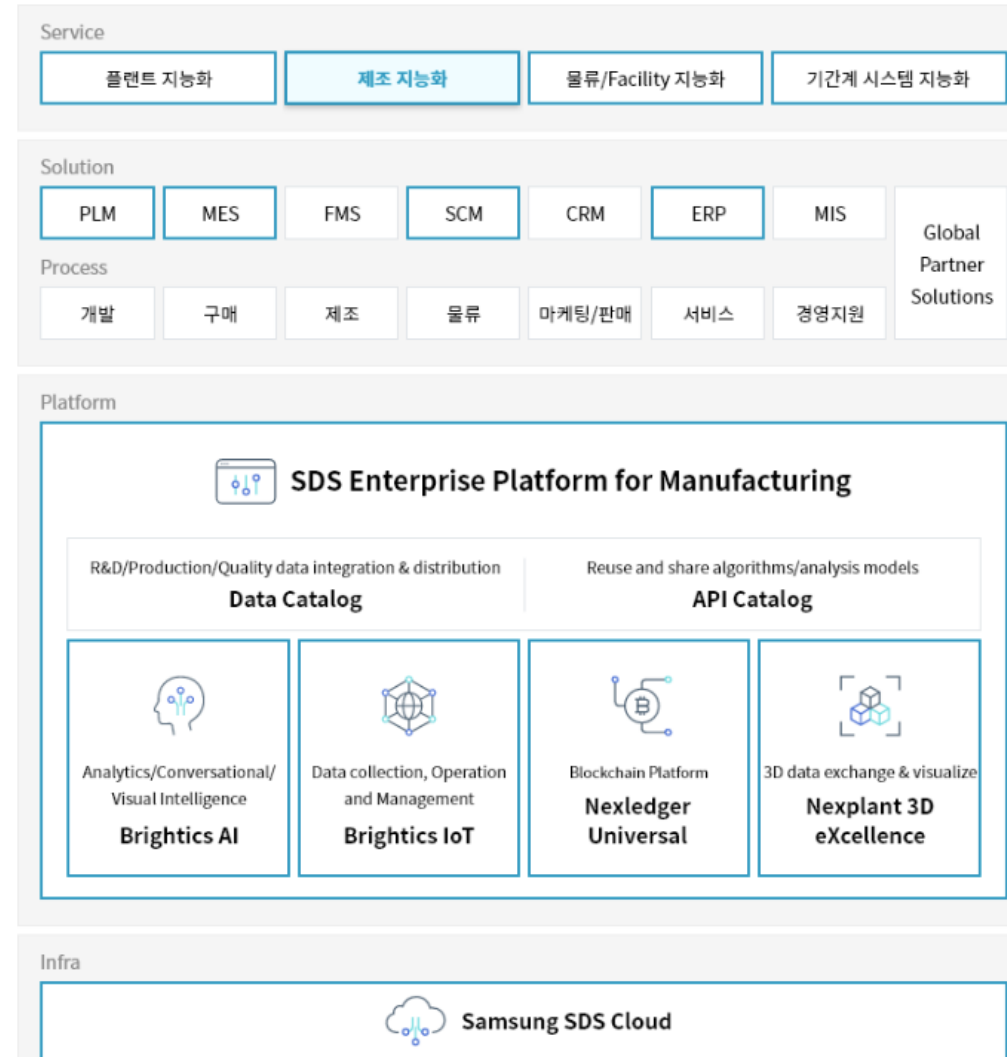 Service
플랜트 지능화
제조 지능화
물류/Facility 지능화
기간계 시스템 지능화
Solution
PLM
MES
FMS
SCM
CRM
ERP
MIS
Global
Partner
Solutions
Process
개발
구매
제조
물류
마케팅/판매
서비스
경영지원
Platform
SDS Enterprise Platform for Manufacturing
R&D/Production/Quality data integration & distribution
Data Catalog
Reuse and share algorithms/analysis models
API Catalog
Analytics/Conversational/
Visual Intelligence
Brightics AI
Data collection, Operation
and Management
Brightics IoT
Blockchain Platform
Nexledger
Universal
3D data exchange & visualize
Nexplant 3D
eXcellence
Infra
Samsung SDS Cloud